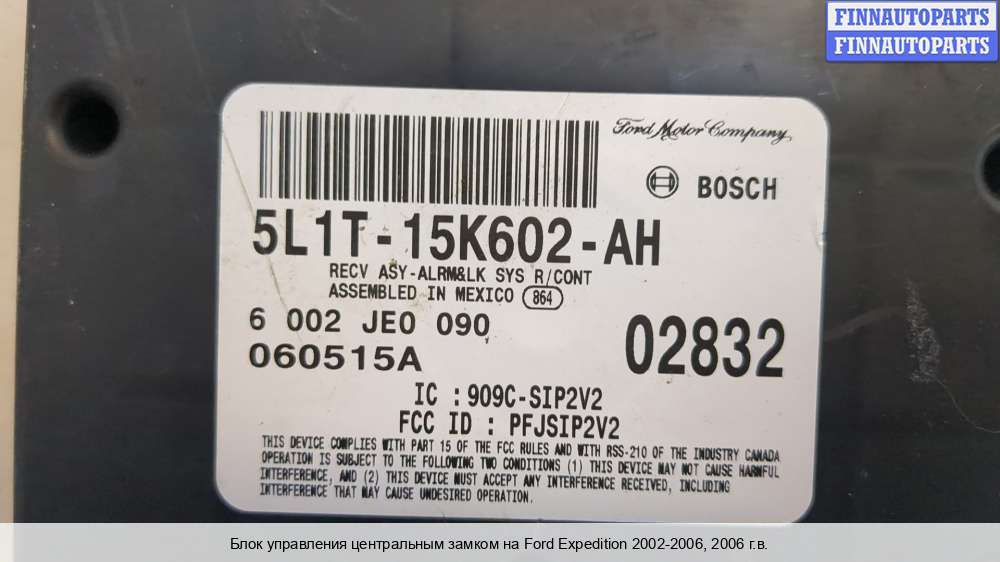 FINNAUTOPARTS
FINNAUTOPARTS
Ford Motor Company
BOSCH
5L1T-15K602-AH
RECV ASY-ALRM&LK SYS R/CONT
ASSEMBLED IN MEXICO 864
6 002 JE0 090
060515A
02832
IC : 909C-SIP2V2
FCC ID : PFJSIP2V2
THIS DEVICE COMPLIES WITH PART 15 OF THE FCC RULES AND WITH RSS-210 OF THE INDUSTRY CANADA
OPERATION IS SUBJECT TO THE FOLLOWING TWO CONDITIONS (1) THIS DEVICE MAY NOT CAUSE HARMFUL
INTERFERENCE, AND (2) THIS DEVICE MUST ACCEPT ANY INTERFERENCE RECEIVED, INCLUDING
INTERFERENCE THAT MAY CAUSE UNDESIRED OPERATION.
Блок управления центральным замком на Ford Expedition 2002-2006, 2006 г.в.